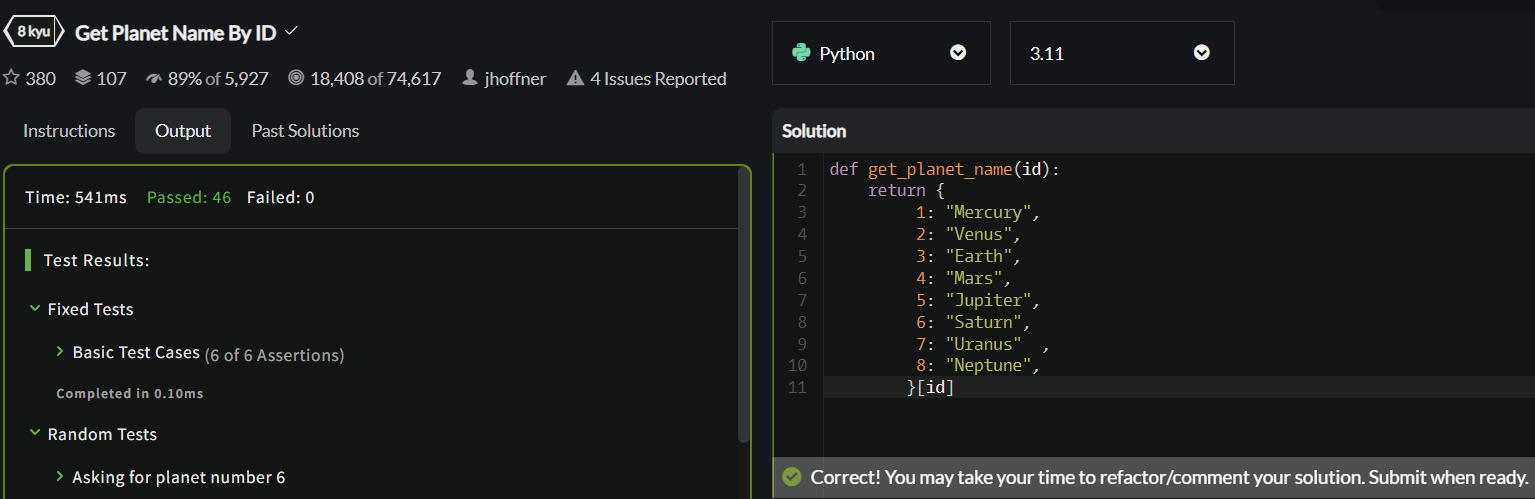 8 kyu Get Planet Name By ID
380 107 89% of 5,927 18,408 of 74,617 jhoffner 4 Issues Reported
Instructions Output Past Solutions
Time: 541ms Passed: 46 Failed: 0
Test Results:
Fixed Tests
Basic Test Cases (6 of 6 Assertions)
Completed in 0.10ms
Random Tests
Asking for planet number 6
Python 3.11
Solution
1 def get_planet_name(id):
2     return {
3          1: "Mercury",
4          2: "Venus",
5          3: "Earth",
6          4: "Mars",
7          5: "Jupiter",
8          6: "Saturn",
9          7: "Uranus"  ,
10          8: "Neptune",
11         }[id]
Correct! You may take your time to refactor/comment your solution. Submit when ready.